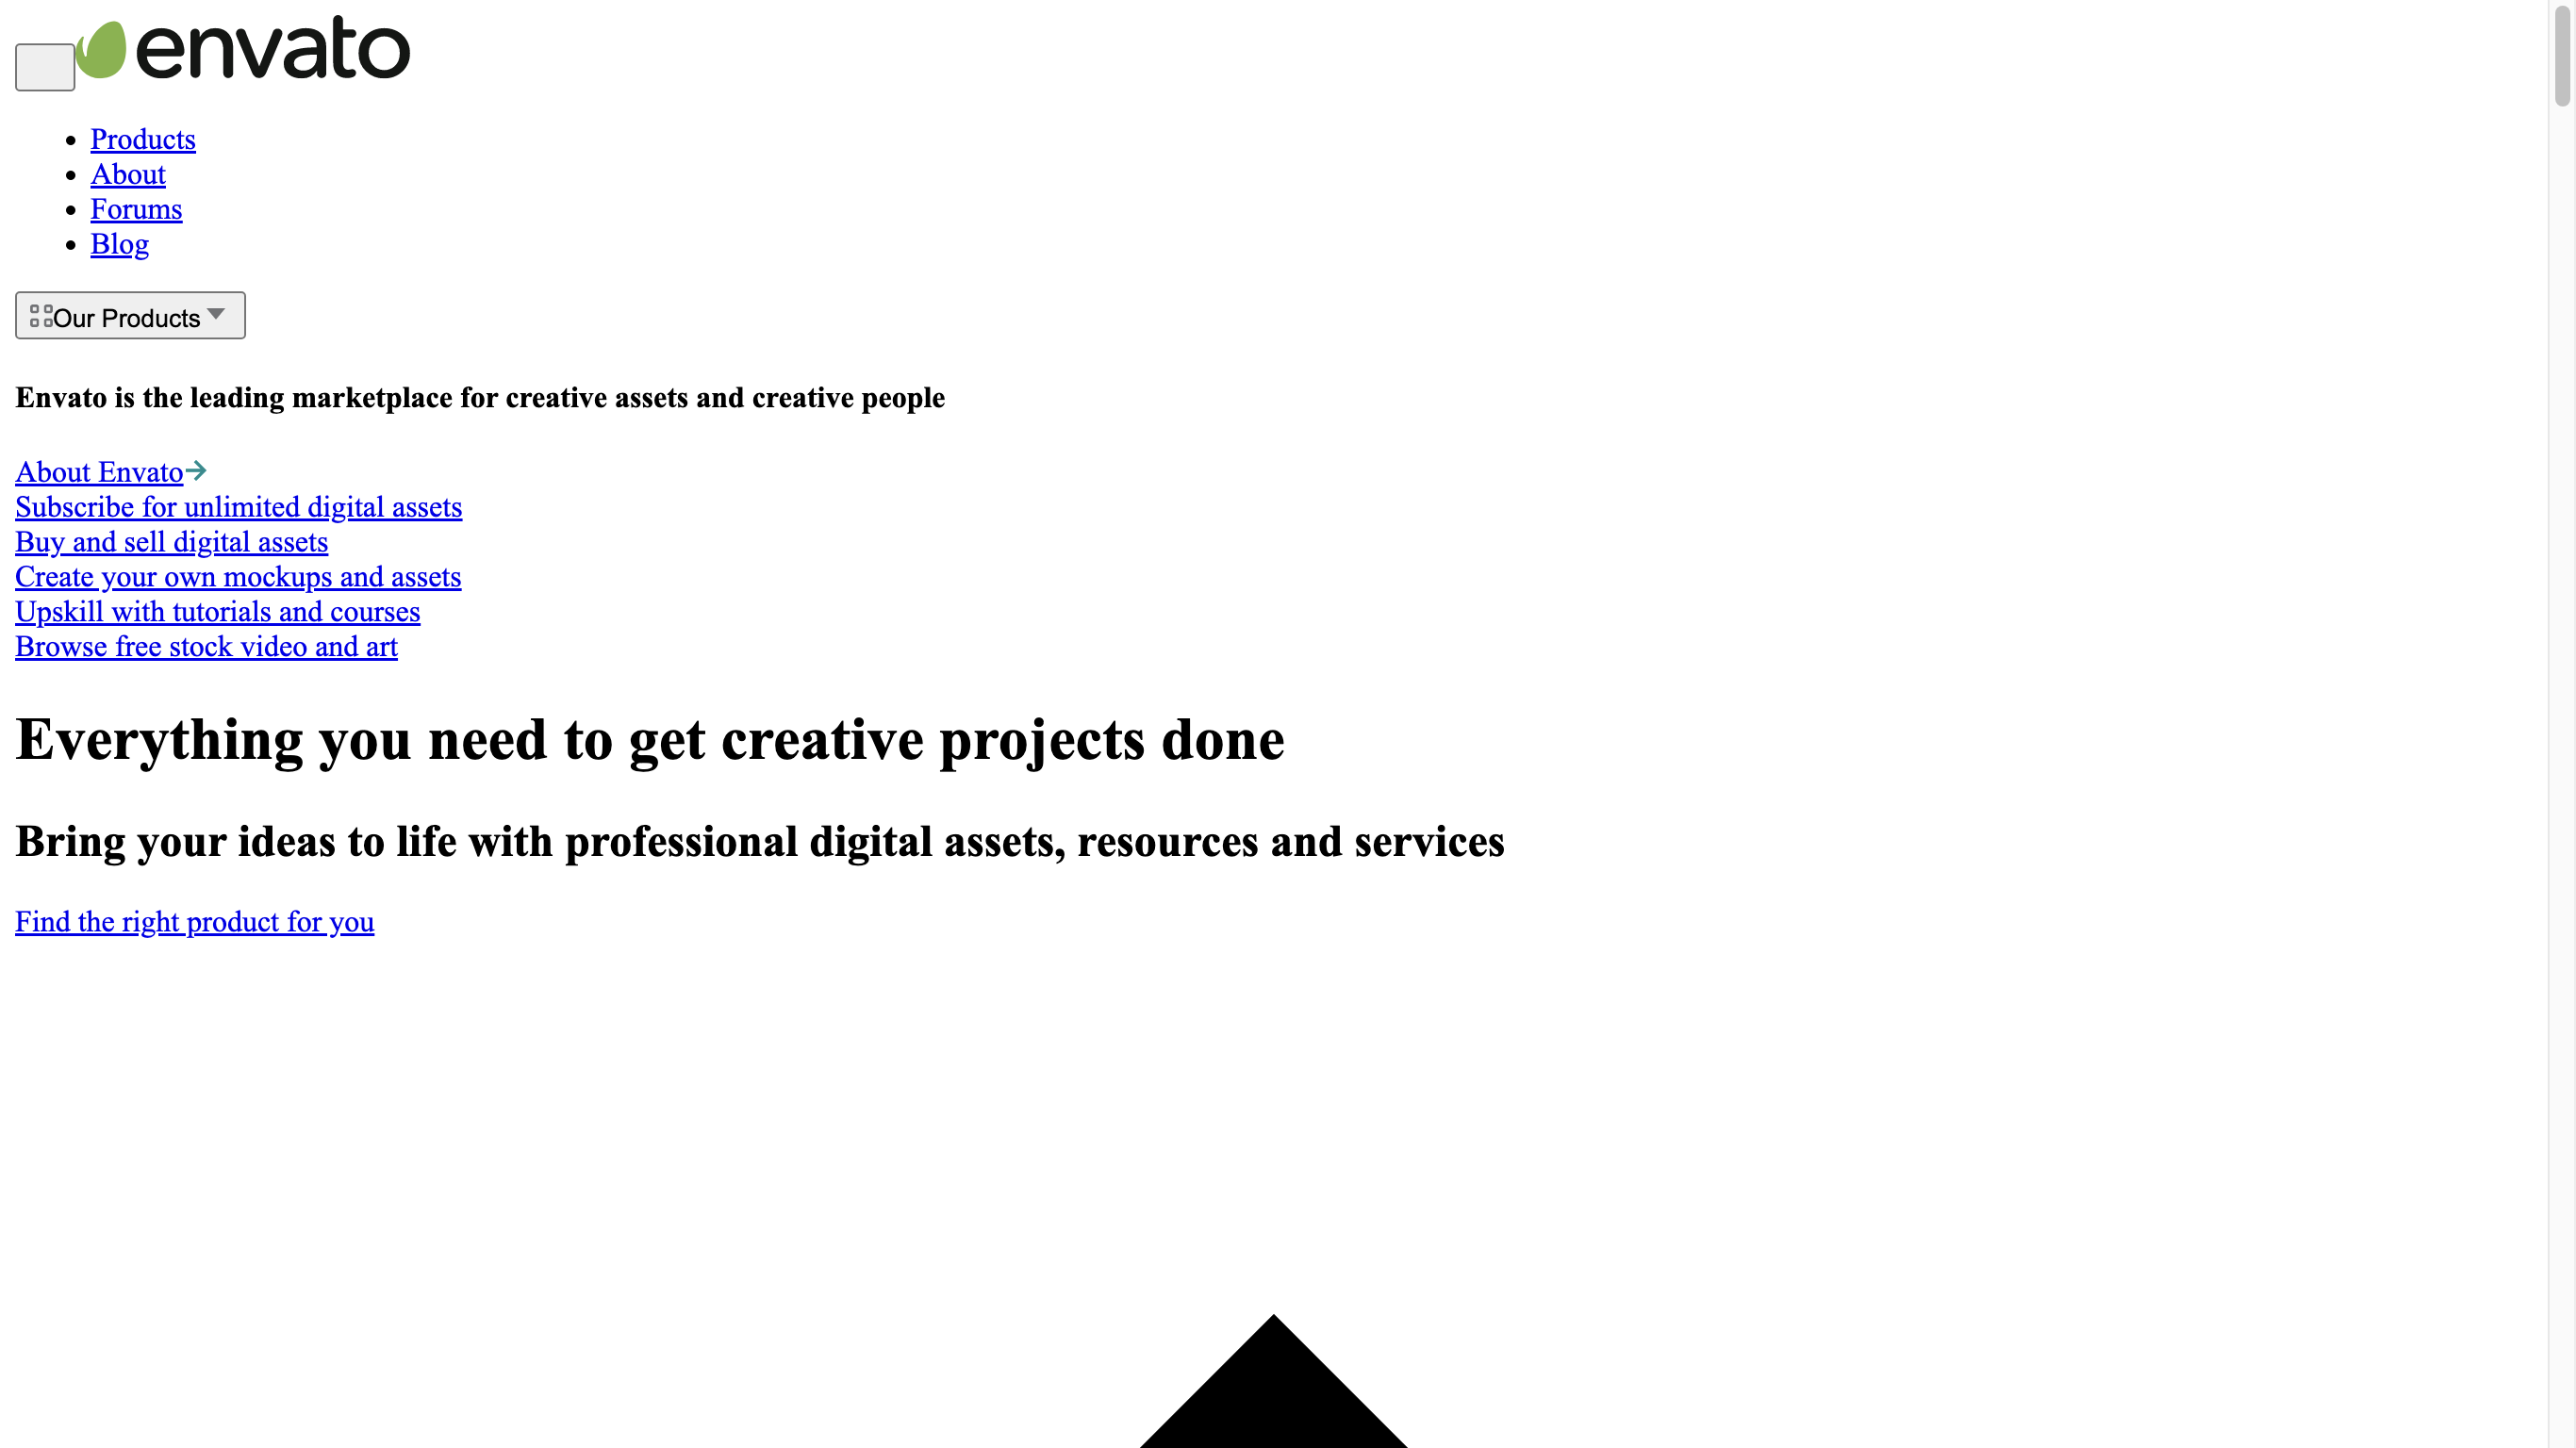 envato
Products
About
Forums
Blog
Our Products
Envato is the leading marketplace for creative assets and creative people
About Envato
Subscribe for unlimited digital assets
Buy and sell digital assets
Create your own mockups and assets
Upskill with tutorials and courses
Browse free stock video and art
Everything you need to get creative projects done
Bring your ideas to life with professional digital assets, resources and services
Find the right product for you